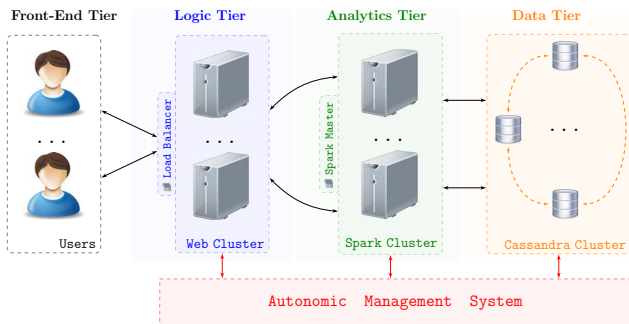 Front-End Tier
Logic Tier
Analytics Tier
Data Tier
Load Balancer
Spark Master
Users
Web Cluster
Spark Cluster
Cassandra Cluster
Autonomic Management System